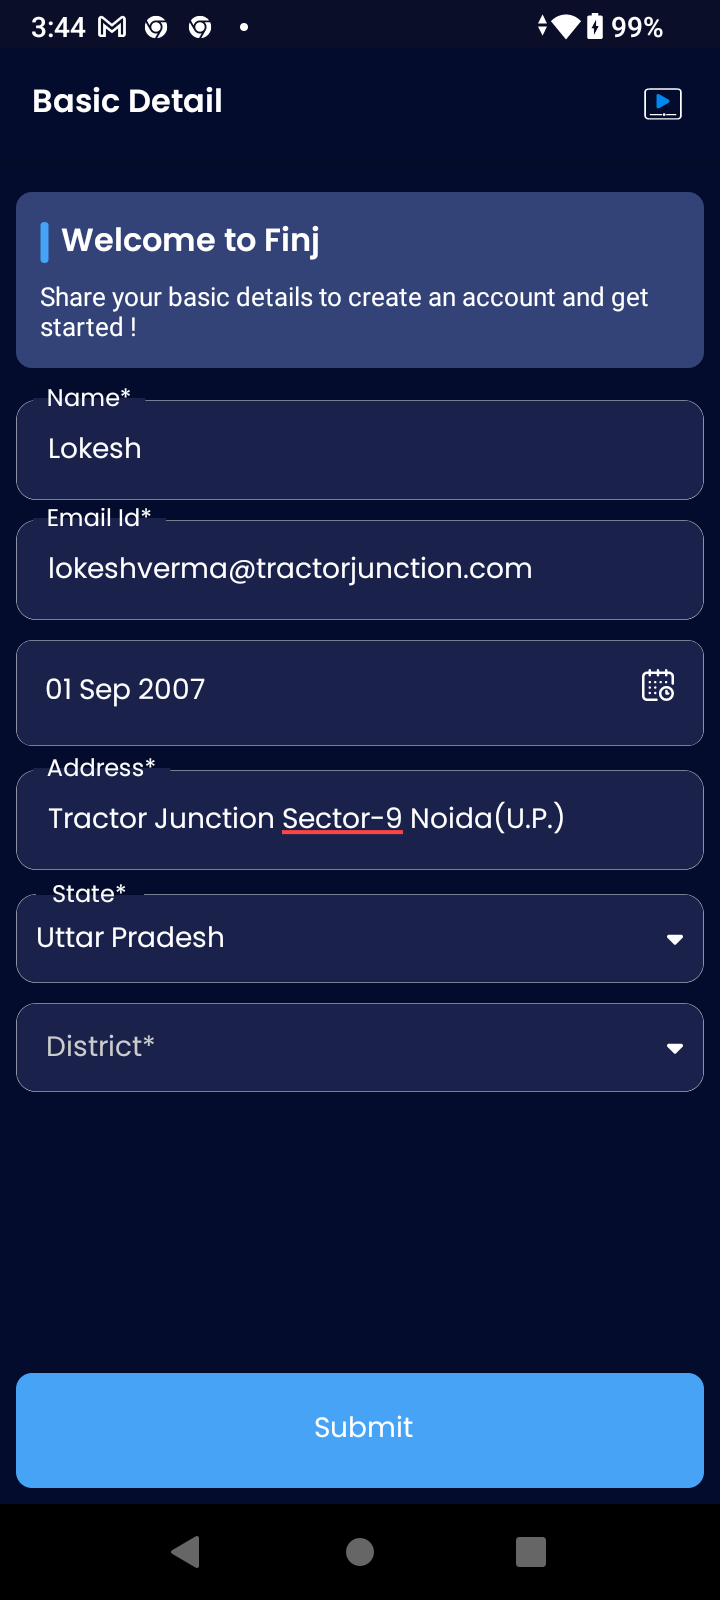 3:44 99%
Basic Detail
Welcome to Finj
Share your basic details to create an account and get
started !
Name*
Lokesh
Email Id*
lokeshverma@tractorjunction.com
01 Sep 2007
Address*
Tractor Junction Sector-9 Noida(U.P.)
State*
Uttar Pradesh
District*
Submit